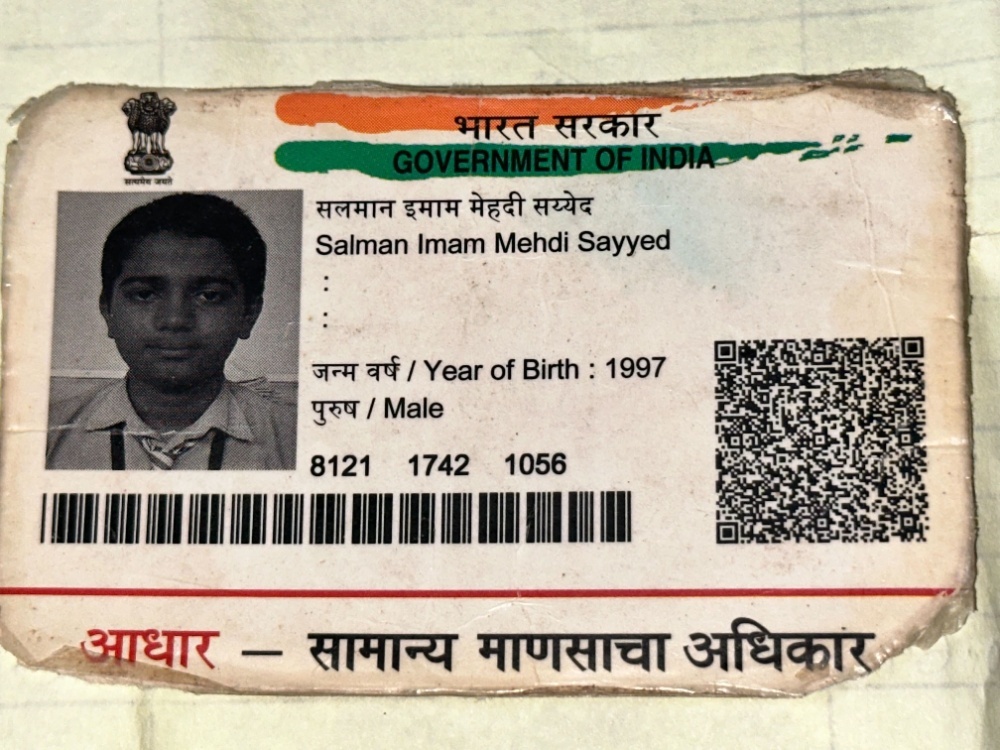 भारत सरकार
GOVERNMENT OF INDIA
सत्यमेव जयते
सलमान इमाम मेहदी सय्येद
Salman Imam Mehdi Sayyed
:
:
जन्म वर्ष / Year of Birth : 1997
पुरुष / Male
8121 1742 1056
आधार — सामान्य माणसाचा अधिकार